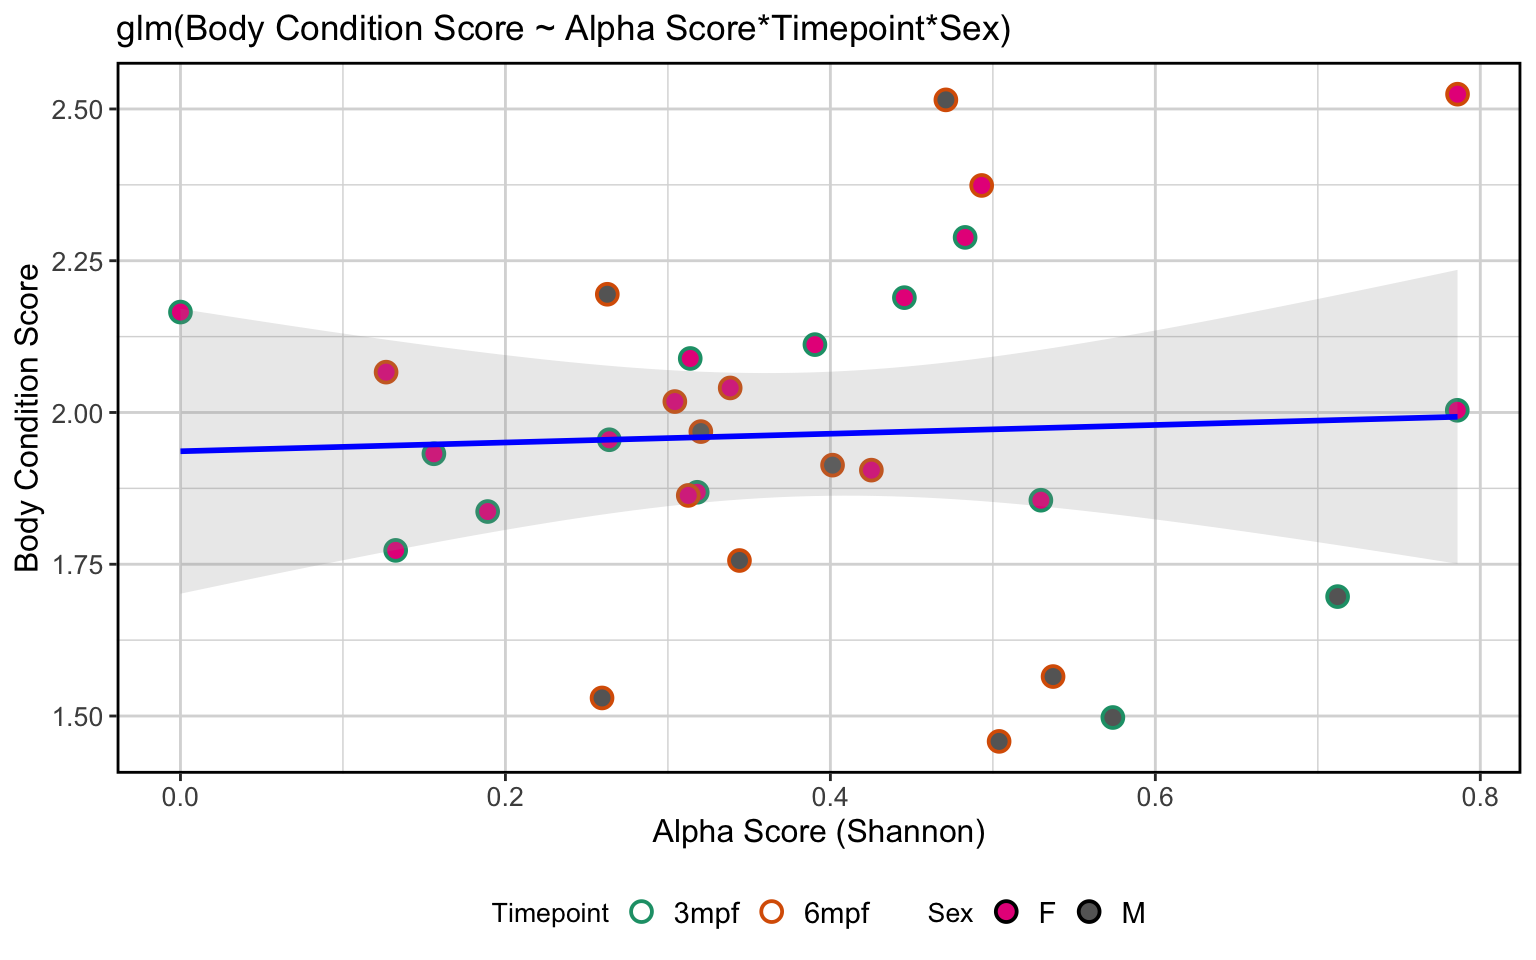 glm(Body Condition Score ~ Alpha Score*Timepoint*Sex)
Body Condition Score
2.50
2.25
2.00
1.75
1.50
0.0 0.2 0.4 0.6 0.8
Alpha Score (Shannon)
Timepoint 3mpf 6mpf Sex F M